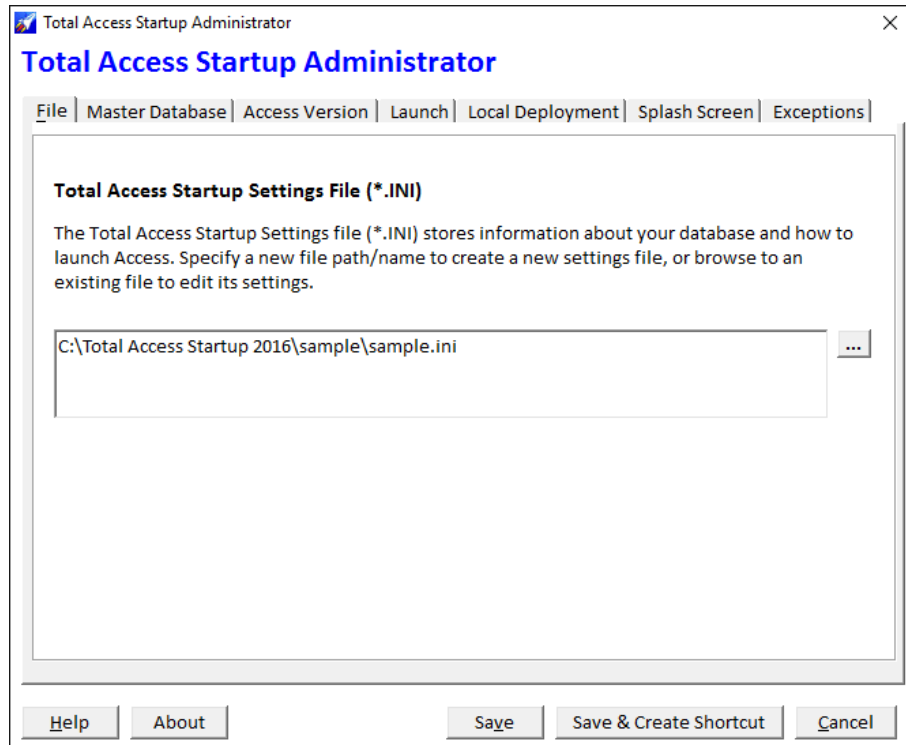 Total Access Startup Administrator
Total Access Startup Administrator
File Master Database Access Version Launch Local Deployment Splash Screen Exceptions
Total Access Startup Settings File (*.INI)
The Total Access Startup Settings file (*.INI) stores information about your database and how to
launch Access. Specify a new file path/name to create a new settings file, or browse to an
existing file to edit its settings.
C:\Total Access Startup 2016\sample\sample.ini
...
Help About Save Save & Create Shortcut Cancel